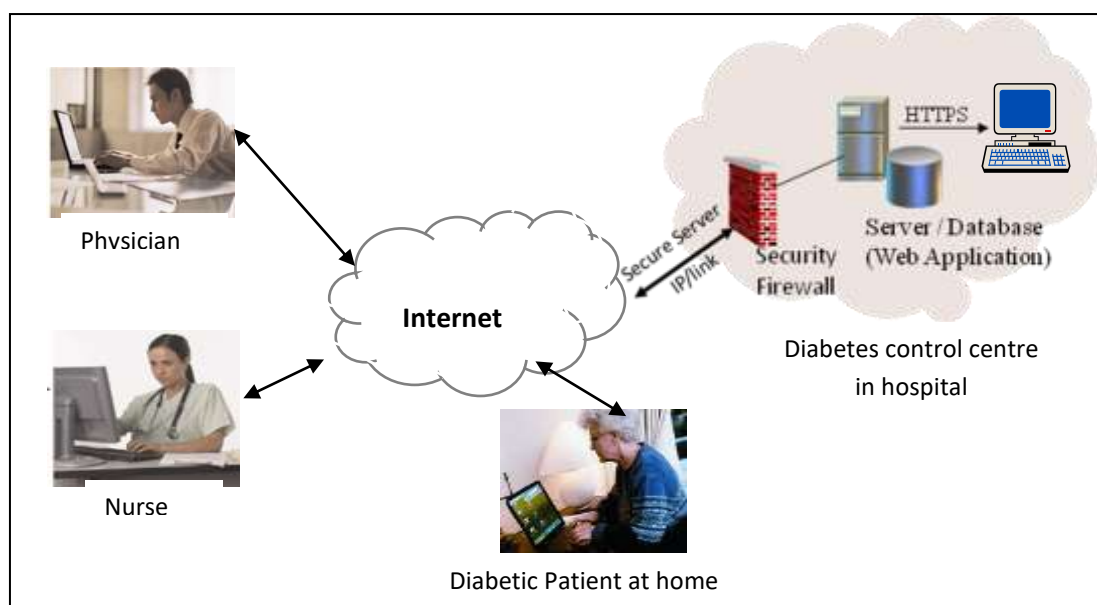 Phvsician
Nurse
Internet
Diabetic Patient at home
Secure Server
IP/link
Security
Firewall
HTTPS
Server / Database
(Web Application)
Diabetes control centre
in hospital